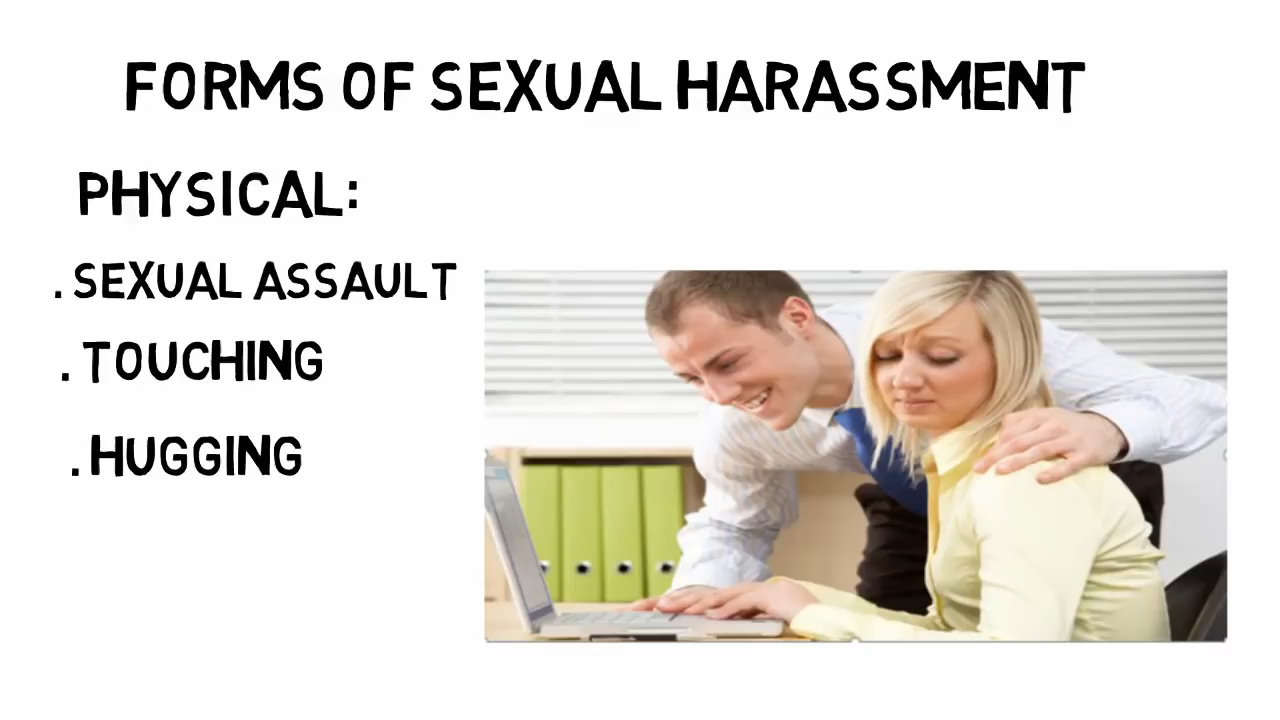 FORMS OF SEXUAL HARASSMENT
PHYSICAL:
. SEXUAL ASSAULT
. TOUCHING
. HUGGING